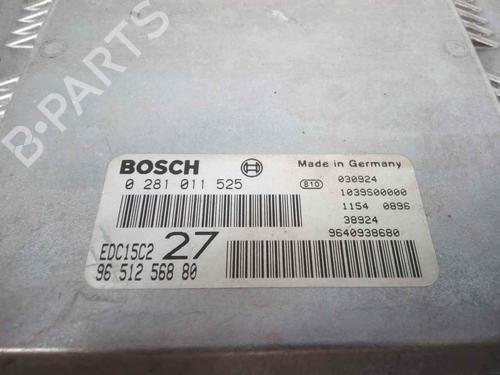 B-PARTS
BOSCH
Made in Germany
0 281 011 525
B10
030924
1039S00000
1154 0896
38924
9640938680
EDC15C2 27
96 512 568 80